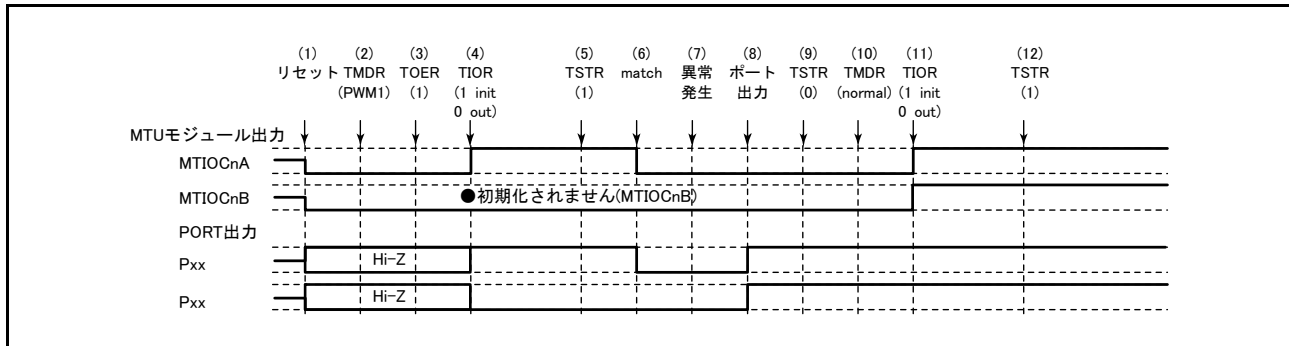 (1) (2) (3) (4) (5) (6) (7) (8) (9) (10) (11) (12)
リセット TMDR TOER TIOR TSTR match 異常 ポート TSTR TMDR TIOR TSTR
(PWM1) (1) (1 init (1) 発生 出力 (0) (normal) (1 init (1)
0 out) 0 out)
MTUモジュール出力
MTIOCnA
MTIOCnB ●初期化されません(MTIOCnB)
PORT出力
Pxx Hi-Z
Pxx Hi-Z